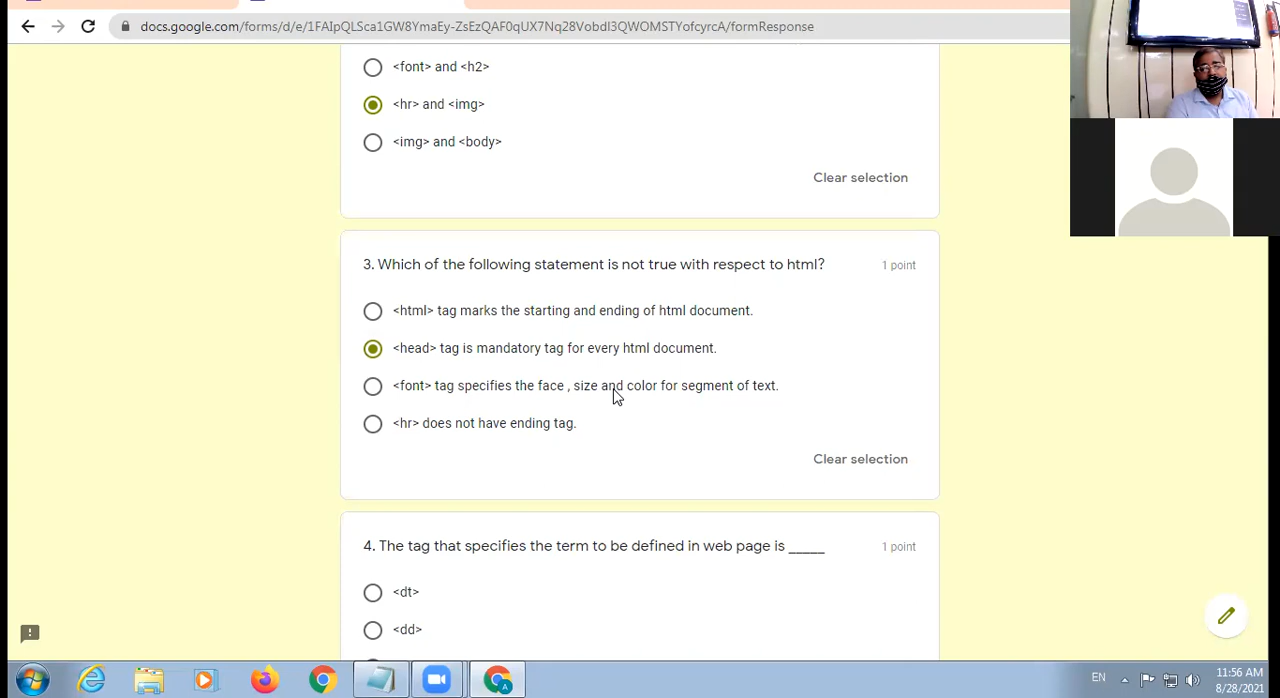 docs.google.com/forms/d/e/1FAIpQLSca1GW8YmaEy-ZsEzQAF0qUX7Nq28Vobdl3QWOMSTYofcyrcA/formResponse
<font> and <h2>
<hr> and <img>
<img> and <body>
Clear selection
3. Which of the following statement is not true with respect to html? 1 point
<html> tag marks the starting and ending of html document.
<head> tag is mandatory tag for every html document.
<font> tag specifies the face , size and color for segment of text.
<hr> does not have ending tag.
Clear selection
4. The tag that specifies the term to be defined in web page is _____ 1 point
<dt>
<dd>
EN
11:56 AM
8/28/2021